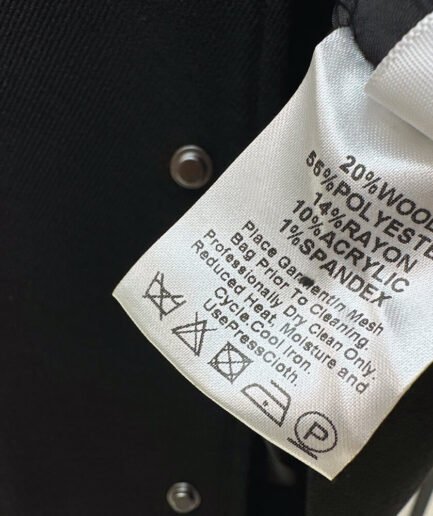 20%WOOL
55%POLYESTE
14%RAYON
10%ACRYLIC
1%SPANDEX
Place Garmentin Mesh
Bag Prior To Cleaning.
Professionally Dry Clean Only.
Reduced Heat, Moisture and
Cycle.Cool Iron.
UsePressCloth.
P